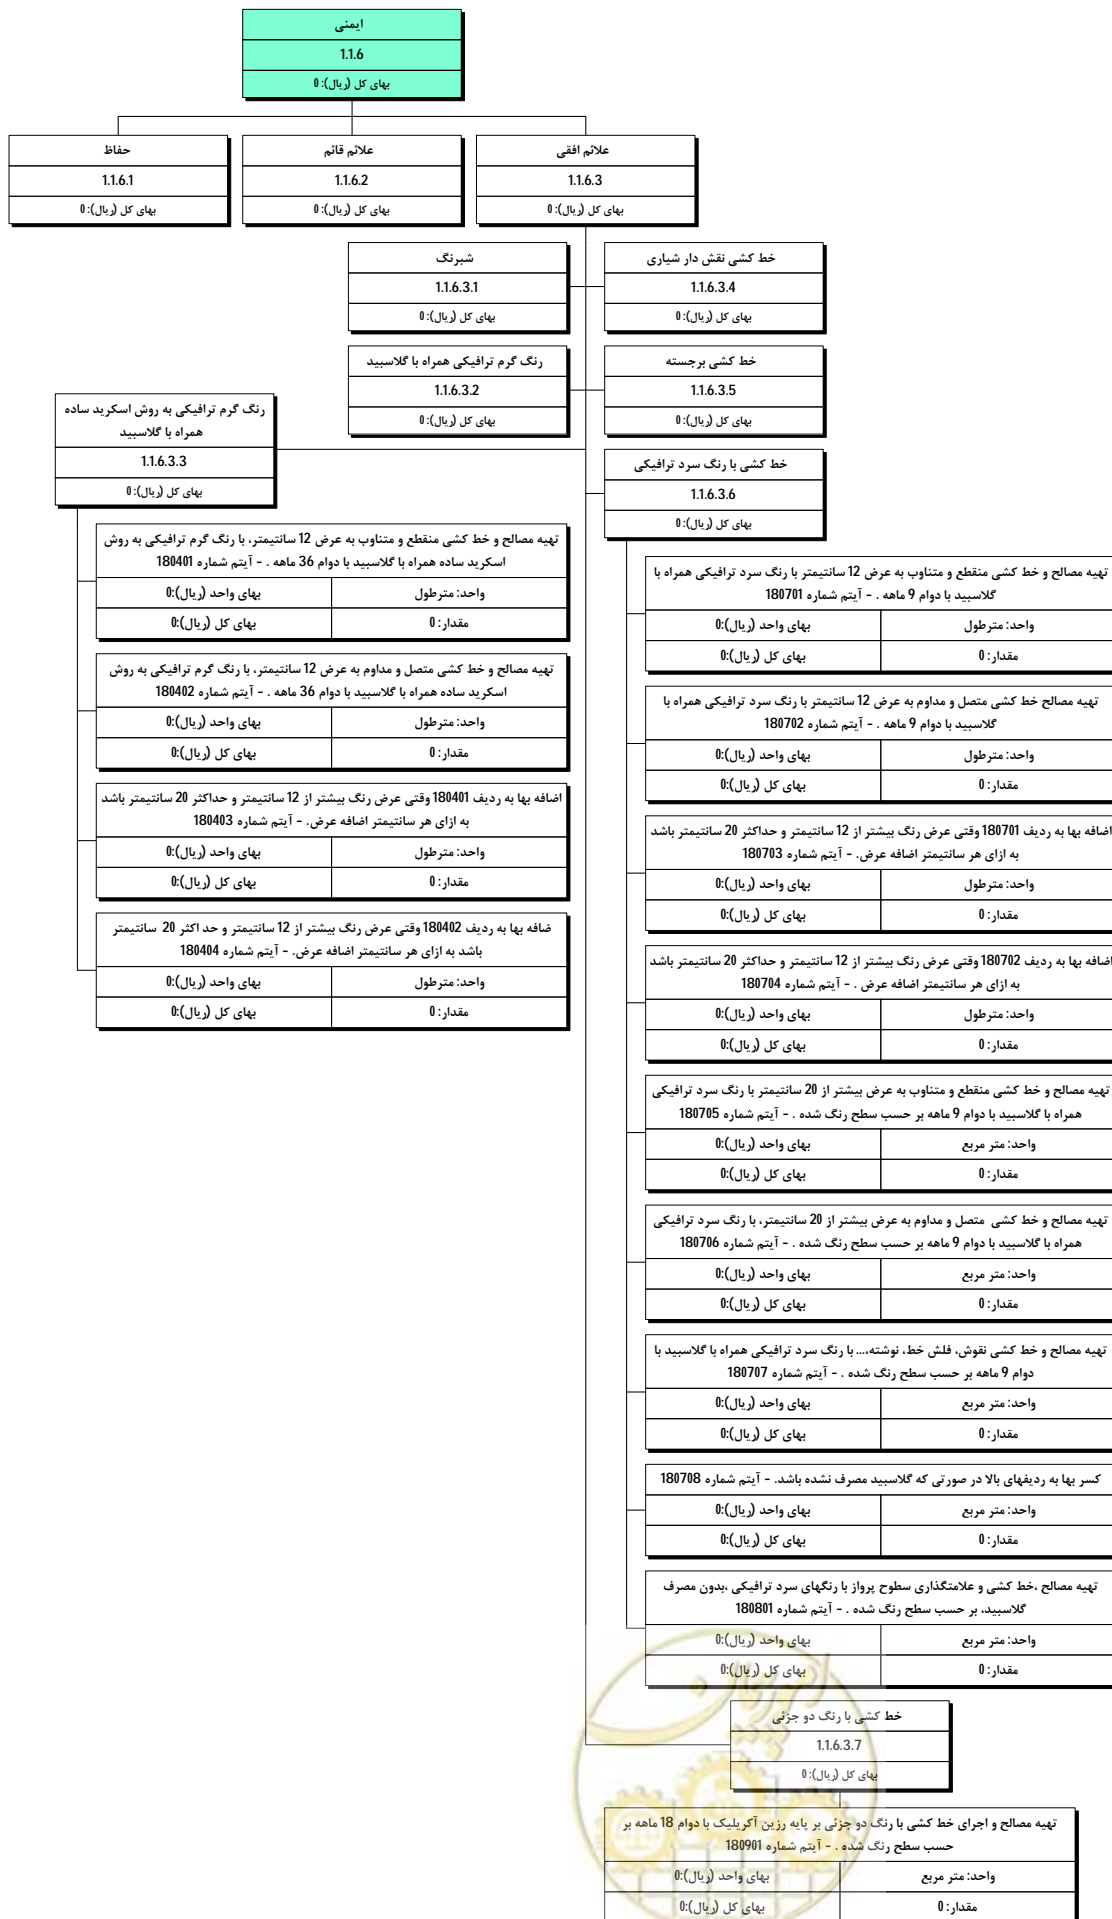 ایمنی
1.1.6
بهای کل (ریال): 0
حفاظ
1.1.6.1
بهای کل (ریال): 0
علائم قائم
1.1.6.2
بهای کل (ریال): 0
علائم افقی
1.1.6.3
بهای کل (ریال): 0
شبرنگ
1.1.6.3.1
بهای کل (ریال): 0
خط کشی نقش دار شیاری
1.1.6.3.4
بهای کل (ریال): 0
رنگ گرم ترافیکی همراه با گلاسبید
1.1.6.3.2
بهای کل (ریال): 0
خط کشی برجسته
1.1.6.3.5
بهای کل (ریال): 0
رنگ گرم ترافیکی به روش اسکرید ساده
همراه با گلاسبید
1.1.6.3.3
بهای کل (ریال): 0
تهیه مصالح و خط کشی منقطع و متناوب به عرض 12 سانتیمتر، با رنگ گرم ترافیکی به روش
اسکرید ساده همراه با گلاسبید با دوام 36 ماهه . - آیتم شماره 180401
واحد: مترطول
بهای واحد (ریال):0
مقدار: 0
بهای کل (ریال):0
تهیه مصالح و خط کشی متصل و مداوم به عرض 12 سانتیمتر، با رنگ گرم ترافیکی به روش
اسکرید ساده همراه با گلاسبید با دوام 36 ماهه . - آیتم شماره 180402
واحد: مترطول
بهای واحد (ریال):0
مقدار: 0
بهای کل (ریال):0
اضافه بها به ردیف 180401 وقتی عرض رنگ بیشتر از 12 سانتیمتر و حداکثر 20 سانتیمتر باشد
به ازای هر سانتیمتر اضافه عرض. - آیتم شماره 180403
واحد: مترطول
بهای واحد (ریال):0
مقدار: 0
بهای کل (ریال):0
ضافه بها به ردیف 180402 وقتی عرض رنگ بیشتر از 12 سانتیمتر و حد اکثر 20 سانتیمتر
باشد به ازای هر سانتیمتر اضافه عرض. - آیتم شماره 180404
واحد: مترطول
بهای واحد (ریال):0
مقدار: 0
بهای کل (ریال):0
خط کشی با رنگ سرد ترافیکی
1.1.6.3.6
بهای کل (ریال): 0
تهیه مصالح و خط کشی منقطع و متناوب به عرض 12 سانتیمتر با رنگ سرد ترافیکی همراه با
گلاسبید با دوام 9 ماهه . - آیتم شماره 180701
واحد: مترطول
بهای واحد (ریال):0
مقدار: 0
بهای کل (ریال):0
تهیه مصالح خط کشی متصل و مداوم به عرض 12 سانتیمتر با رنگ سرد ترافیکی همراه با
گلاسبید با دوام 9 ماهه . - آیتم شماره 180702
واحد: مترطول
بهای واحد (ریال):0
مقدار: 0
بهای کل (ریال):0
اضافه بها به ردیف 180701 وقتی عرض رنگ بیشتر از 12 سانتیمتر و حداکثر 20 سانتیمتر باشد
به ازای هر سانتیمتر اضافه عرض. - آیتم شماره 180703
واحد: مترطول
بهای واحد (ریال):0
مقدار: 0
بهای کل (ریال):0
اضافه بها به ردیف 180702 وقتی عرض رنگ بیشتر از 12 سانتیمتر و حداکثر 20 سانتیمتر باشد
به ازای هر سانتیمتر اضافه عرض . - آیتم شماره 180704
واحد: مترطول
بهای واحد (ریال):0
مقدار: 0
بهای کل (ریال):0
تهیه مصالح و خط کشی منقطع و متناوب به عرض بیشتر از 20 سانتیمتر با رنگ سرد ترافیکی
همراه با گلاسبید با دوام 9 ماهه بر حسب سطح رنگ شده . - آیتم شماره 180705
واحد: متر مربع
بهای واحد (ریال):0
مقدار: 0
بهای کل (ریال):0
تهیه مصالح و خط کشی متصل و مداوم به عرض بیشتر از 20 سانتیمتر، با رنگ سرد ترافیکی
همراه با گلاسبید با دوام 9 ماهه بر حسب سطح رنگ شده . - آیتم شماره 180706
واحد: متر مربع
بهای واحد (ریال):0
مقدار: 0
بهای کل (ریال):0
تهیه مصالح و خط کشی نقوش، فلش خط، نوشته،... با رنگ سرد ترافیکی همراه با گلاسبید با
دوام 9 ماهه بر حسب سطح رنگ شده . - آیتم شماره 180707
واحد: متر مربع
بهای واحد (ریال):0
مقدار: 0
بهای کل (ریال):0
کسر بها به ردیفهای بالا در صورتی که گلاسبید مصرف نشده باشد. - آیتم شماره 180708
واحد: متر مربع
بهای واحد (ریال):0
مقدار: 0
بهای کل (ریال):0
تهیه مصالح ،خط کشی و علامتگذاری سطوح پرواز با رنگهای سرد ترافیکی ،بدون مصرف
گلاسبید، بر حسب سطح رنگ شده . - آیتم شماره 180801
واحد: متر مربع
بهای واحد (ریال):0
مقدار: 0
بهای کل (ریال):0
خط کشی با رنگ دو جزئی
1.1.6.3.7
بهای کل (ریال): 0
تهیه مصالح و اجرای خط کشی با رنگ دو جزئی بر پایه رزین آکریلیک با دوام 18 ماهه بر
حسب سطح رنگ شده . - آیتم شماره 180901
واحد: متر مربع
بهای واحد (ریال):0
مقدار: 0
بهای کل (ریال):0